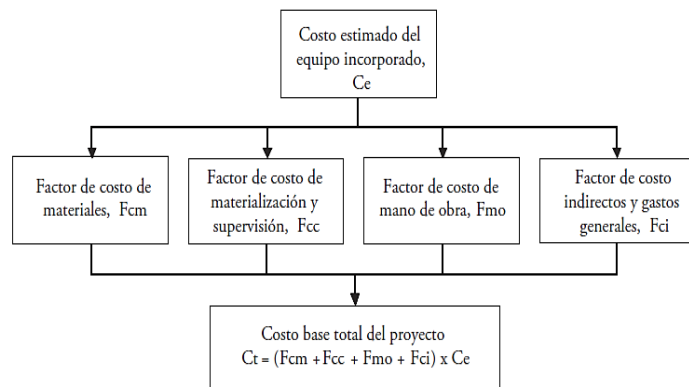 Costo estimado del
equipo incorporado,
Ce
Factor de costo de
materiales, Fcm
Factor de costo de
materialización y
supervisión, Fcc
Factor de costo de
mano de obra, Fmo
Factor de costo
indirectos y gastos
generales, Fci
Costo base total del proyecto
Ct = (Fcm + Fcc + Fmo + Fci) x Ce